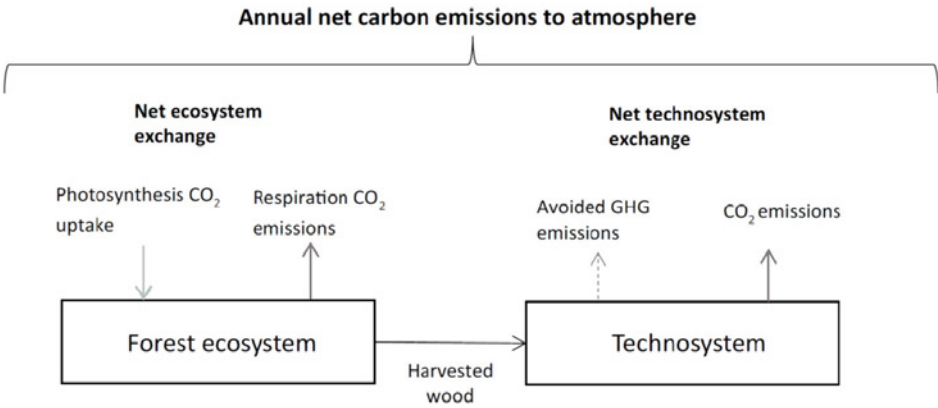 Annual net carbon emissions to atmosphere
Net ecosystem
exchange
Net technosystem
exchange
Photosynthesis CO₂
uptake
Respiration CO₂
emissions
Avoided GHG
emissions
CO₂ emissions
Forest ecosystem
Harvested
wood
Technosystem